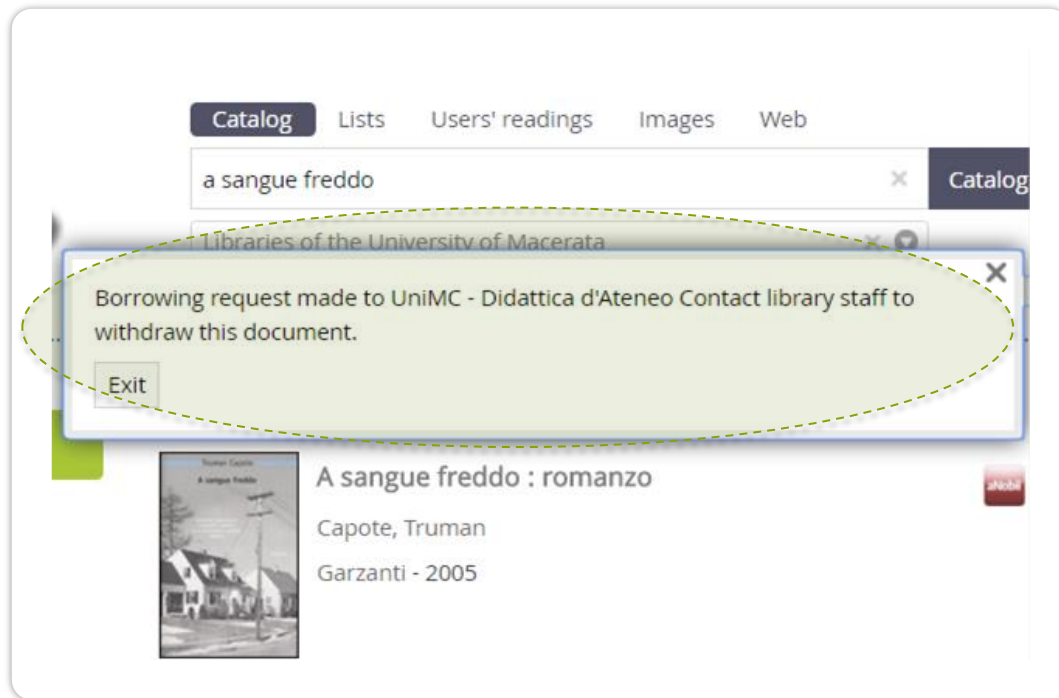 Catalog Lists Users' readings Images Web
a sangue freddo
Catalog
Libraries of the University of Macerata
Borrowing request made to UniMC - Didattica d'Ateneo Contact library staff to
withdraw this document.
Exit
Truman Capote
A sangue freddo
A sangue freddo : romanzo
aNobii
Capote, Truman
Garzanti - 2005